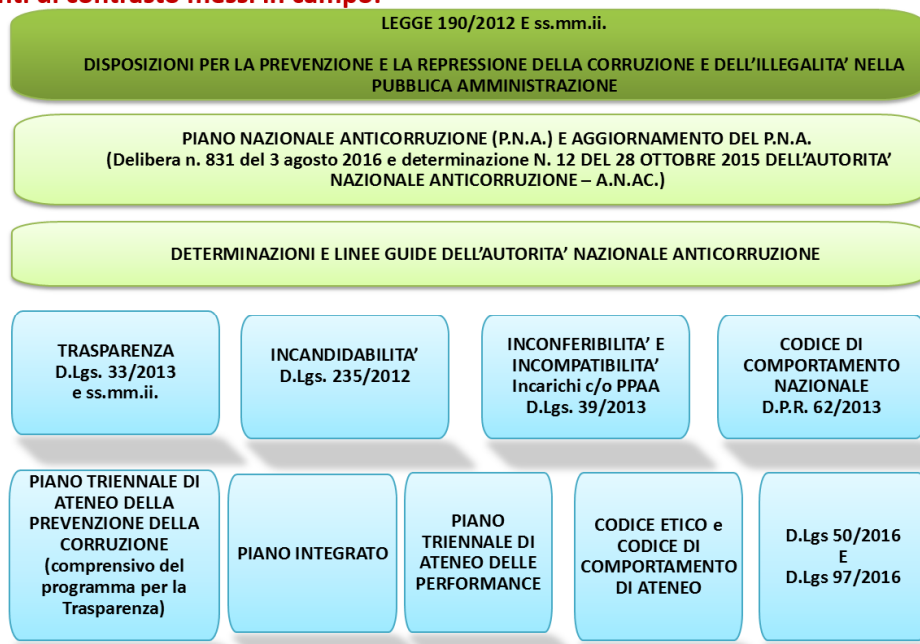 di contrasto messi in campo:
LEGGE 190/2012 E ss.mm.ii.
DISPOSIZIONI PER LA PREVENZIONE E LA REPRESSIONE DELLA CORRUZIONE E DELL'ILLEGALITA' NELLA
PUBBLICA AMMINISTRAZIONE
PIANO NAZIONALE ANTICORRUZIONE (P.N.A.) E AGGIORNAMENTO DEL P.N.A.
(Delibera n. 831 del 3 agosto 2016 e determinazione N. 12 DEL 28 OTTOBRE 2015 DELL'AUTORITA'
NAZIONALE ANTICORRUZIONE – A.N.AC.)
DETERMINAZIONI E LINEE GUIDE DELL'AUTORITA' NAZIONALE ANTICORRUZIONE
TRASPARENZA
D.Lgs. 33/2013
e ss.mm.ii.
INCANDIDABILITA'
D.Lgs. 235/2012
INCONFERIBILITA' E
INCOMPATIBILITA'
Incarichi c/o PPAA
D.Lgs. 39/2013
CODICE DI
COMPORTAMENTO
NAZIONALE
D.P.R. 62/2013
PIANO TRIENNALE DI
ATENEO DELLA
PREVENZIONE DELLA
CORRUZIONE
(comprensivo del
programma per la
Trasparenza)
PIANO INTEGRATO
PIANO
TRIENNALE DI
ATENEO DELLE
PERFORMANCE
CODICE ETICO e
CODICE DI
COMPORTAMENTO
DI ATENEO
D.Lgs 50/2016
E
D.Lgs 97/2016